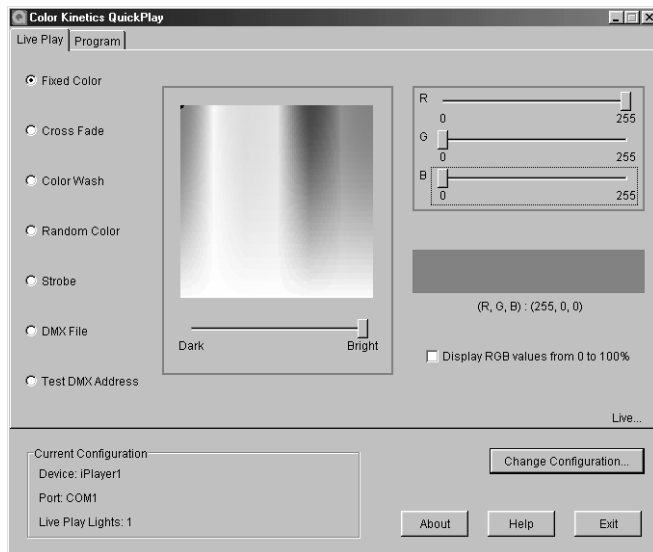 Color Kinetics QuickPlay
Live Play
Program
Fixed Color
Cross Fade
Color Wash
Random Color
Strobe
DMX File
Test DMX Address
Dark
Bright
R
0
255
G
0
255
B
0
255
(R, G, B) : (255, 0, 0)
Display RGB values from 0 to 100%
Live...
Current Configuration
Device: iPlayer1
Port: COM1
Live Play Lights: 1
Change Configuration...
About
Help
Exit